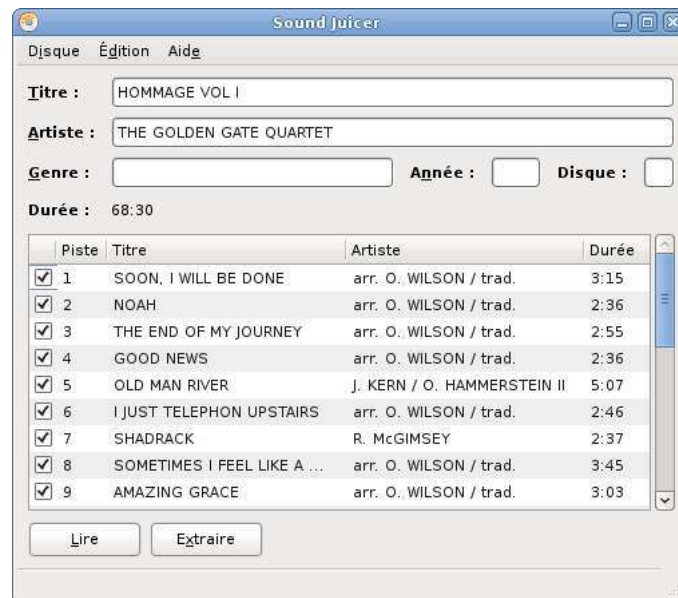 Sound Juicer
Disque Édition Aide
Titre : HOMMAGE VOL I
Artiste : THE GOLDEN GATE QUARTET
Genre : Année : Disque :
Durée : 68:30
Piste Titre Artiste Durée
1 SOON, I WILL BE DONE arr. O. WILSON / trad. 3:15
2 NOAH arr. O. WILSON / trad. 2:36
3 THE END OF MY JOURNEY arr. O. WILSON / trad. 2:55
4 GOOD NEWS arr. O. WILSON / trad. 2:36
5 OLD MAN RIVER J. KERN / O. HAMMERSTEIN II 5:07
6 I JUST TELEPHON UPSTAIRS arr. O. WILSON / trad. 2:46
7 SHADRACK R. McGIMSEY 2:37
8 SOMETIMES I FEEL LIKE A ... arr. O. WILSON / trad. 3:45
9 AMAZING GRACE arr. O. WILSON / trad. 3:03
Lire Extraire